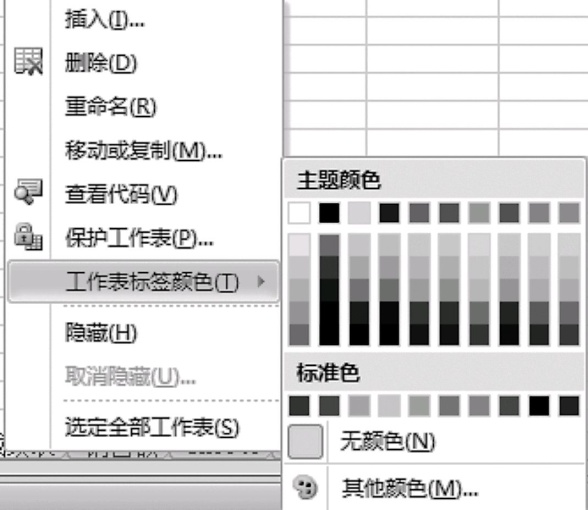 插入(I)...
删除(D)
重命名(R)
移动或复制(M)...
查看代码(V)
保护工作表(P)...
工作表标签颜色(T)
隐藏(H)
取消隐藏(U)...
选定全部工作表(S)
主题颜色
标准色
无颜色(N)
其他颜色(M)...